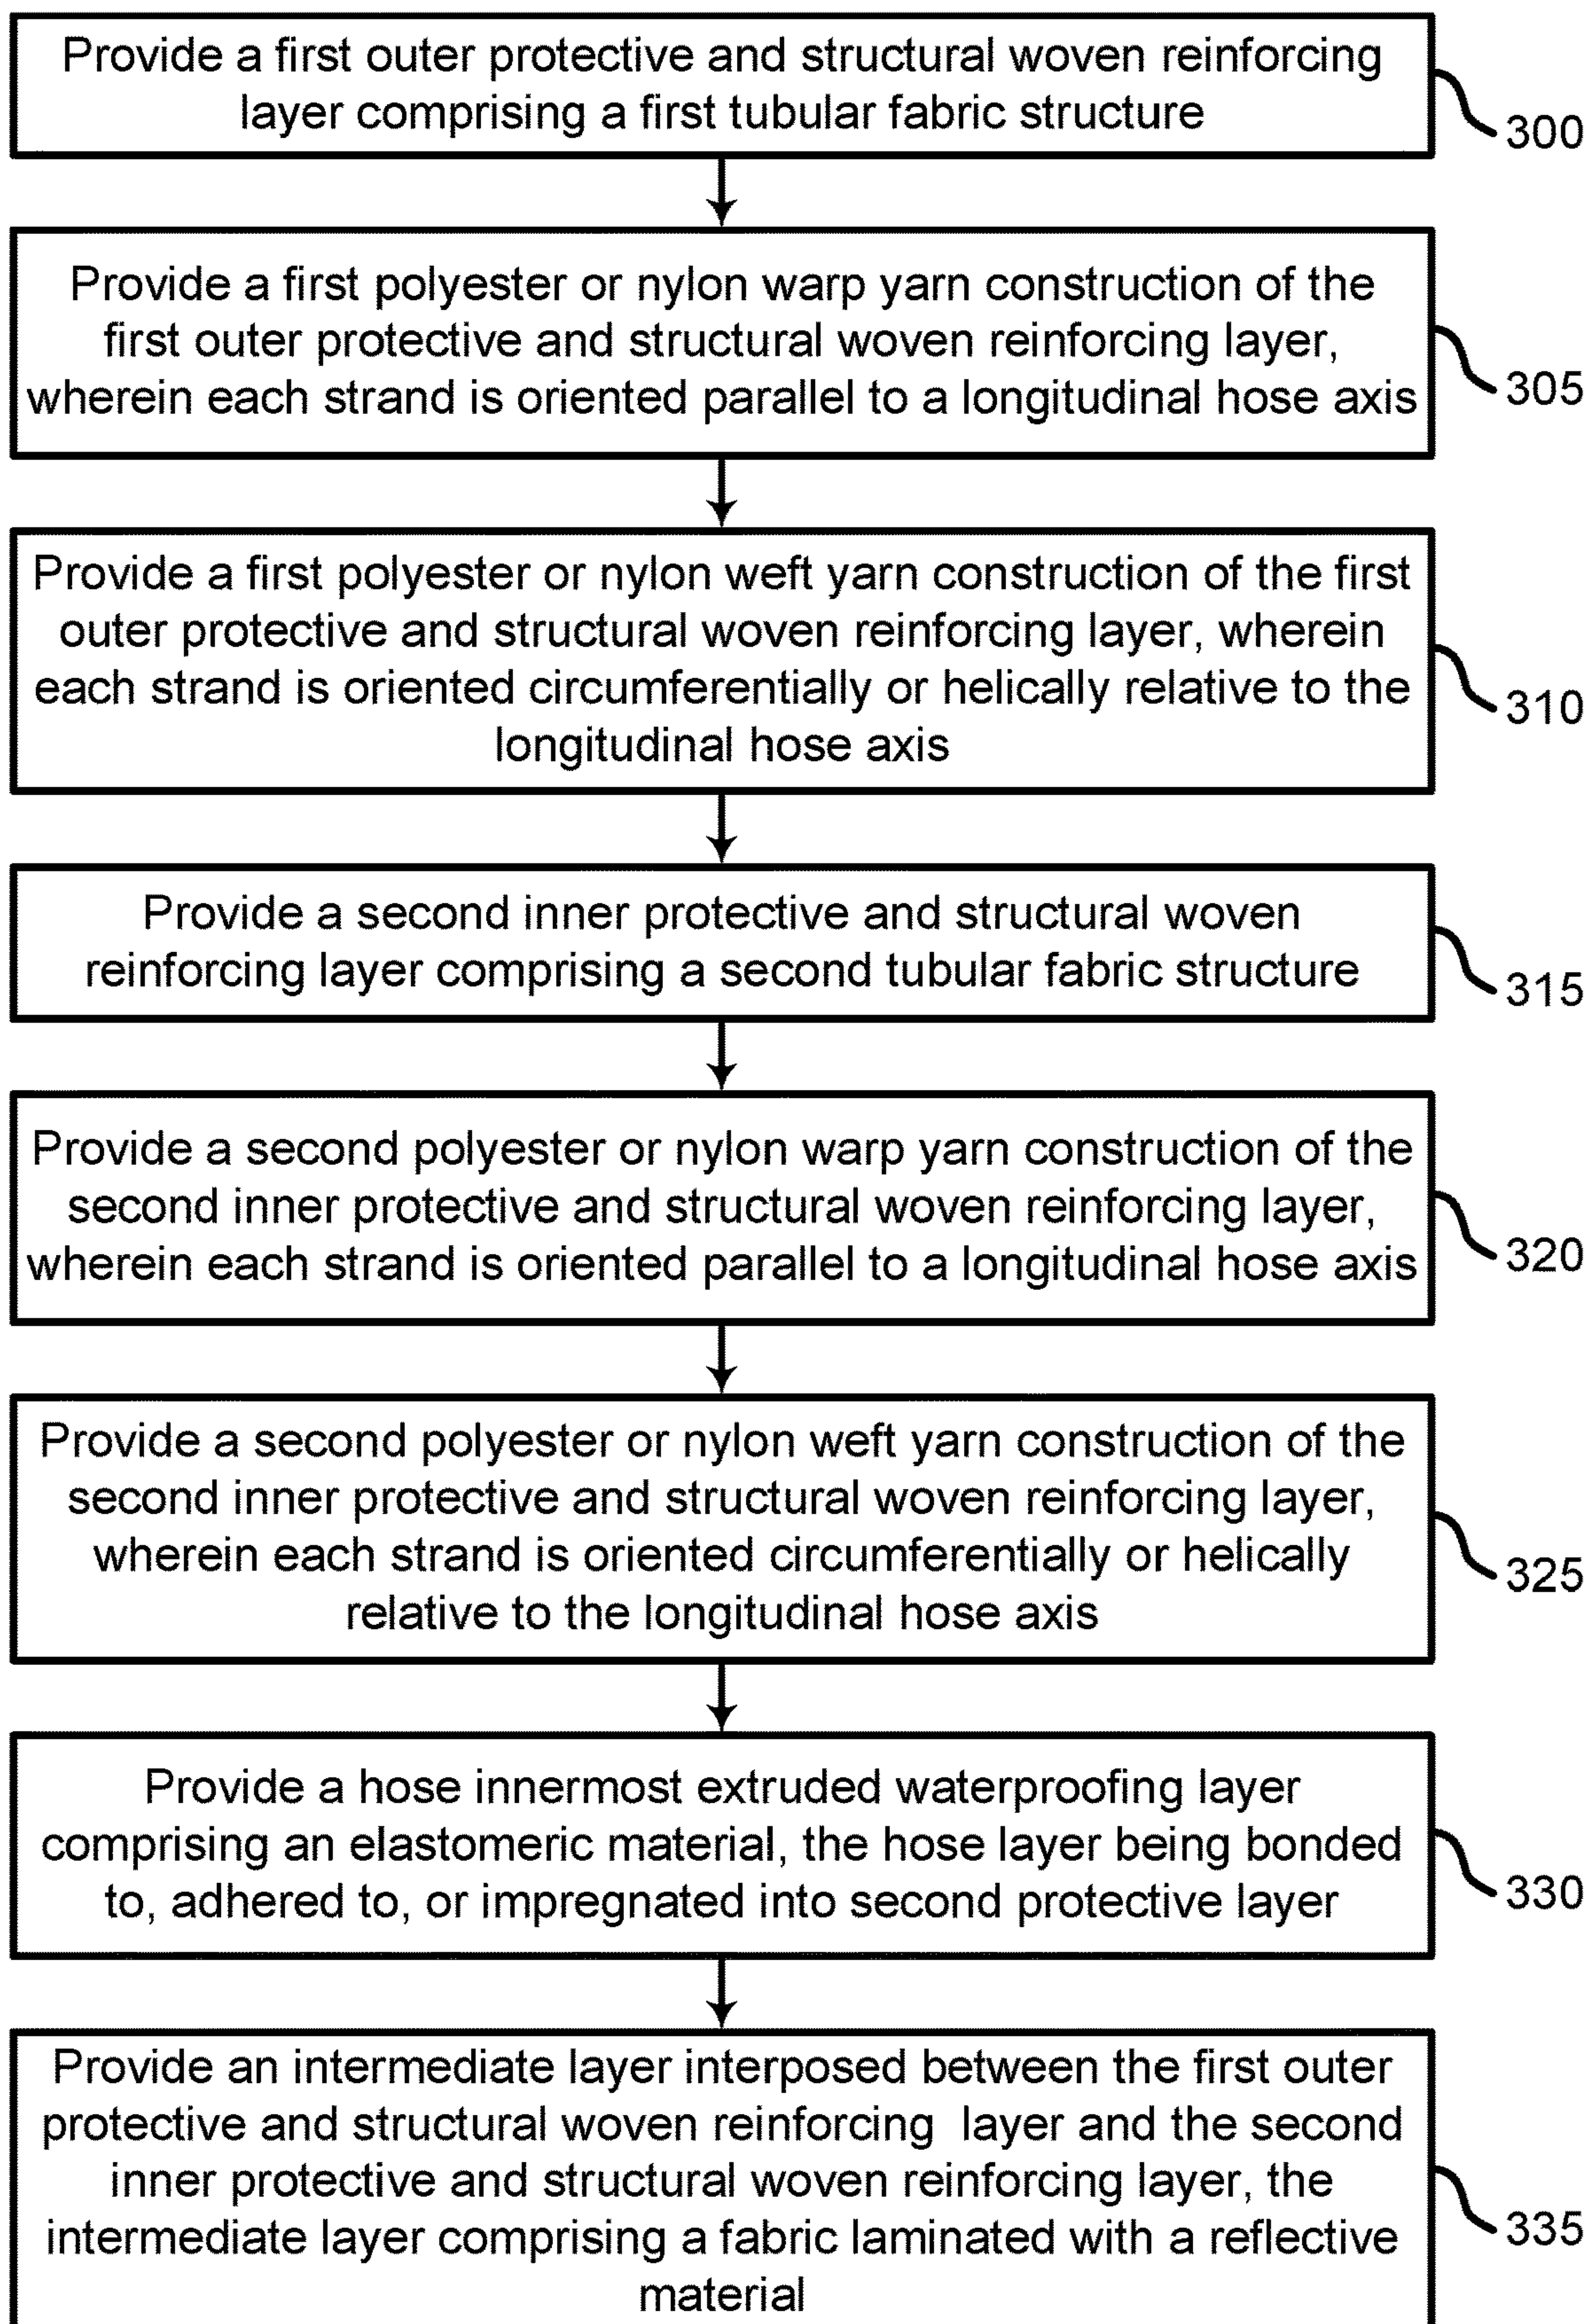 Provide a first outer protective and structural woven reinforcing
layer comprising a first tubular fabric structure
300
Provide a first polyester or nylon warp yarn construction of the
first outer protective and structural woven reinforcing layer,
wherein each strand is oriented parallel to a longitudinal hose axis
305
Provide a first polyester or nylon weft yarn construction of the first
outer protective and structural woven reinforcing layer, wherein
each strand is oriented circumferentially or helically relative to the
longitudinal hose axis
310
Provide a second inner protective and structural woven
reinforcing layer comprising a second tubular fabric structure
315
Provide a second polyester or nylon warp yarn construction of the
second inner protective and structural woven reinforcing layer,
wherein each strand is oriented parallel to a longitudinal hose axis
320
Provide a second polyester or nylon weft yarn construction of the
second inner protective and structural woven reinforcing layer,
wherein each strand is oriented circumferentially or helically
relative to the longitudinal hose axis
325
Provide a hose innermost extruded waterproofing layer
comprising an elastomeric material, the hose layer being bonded
to, adhered to, or impregnated into second protective layer
330
Provide an intermediate layer interposed between the first outer
protective and structural woven reinforcing  layer and the second
inner protective and structural woven reinforcing layer, the
intermediate layer comprising a fabric laminated with a reflective
material
335